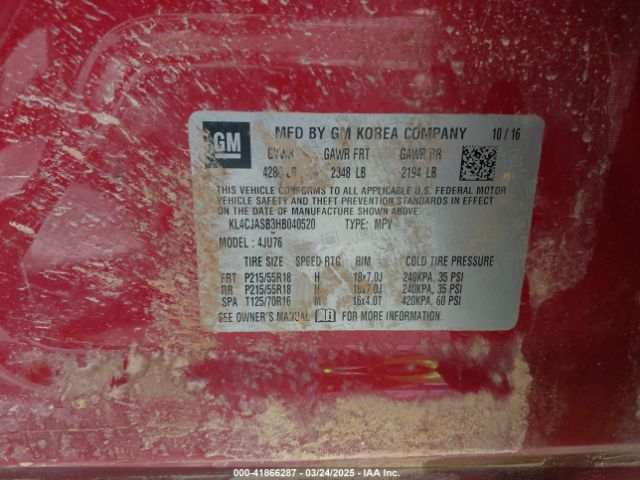 GM
MFD BY GM KOREA COMPANY 10 / 16
GVWR GAWR FRT GAWR RR
LB 2348 LB 2194 LB
THIS VEHICLE CONFORMS TO ALL APPLICABLE U.S. FEDERAL MOTOR
VEHICLE SAFETY AND THEFT PREVENTION STANDARDS IN EFFECT
ON THE DATE OF MANUFACTURE SHOWN ABOVE.
KL4CJASB3HB040520 TYPE: MPV
MODEL : 4JU76
TIRE SIZE SPEED RTG RIM COLD TIRE PRESSURE
FRT P215/55R18 H 18x7.0J 240KPA, 35 PSI
RR P215/55R18 H 18x7.0J 240KPA, 35 PSI
SPA T125/70R16 M 16x4.0T 420KPA, 60 PSI
SEE OWNER'S MANUAL FOR MORE INFORMATION.
000-41866287 - 03/24/2025 - IAA Inc.